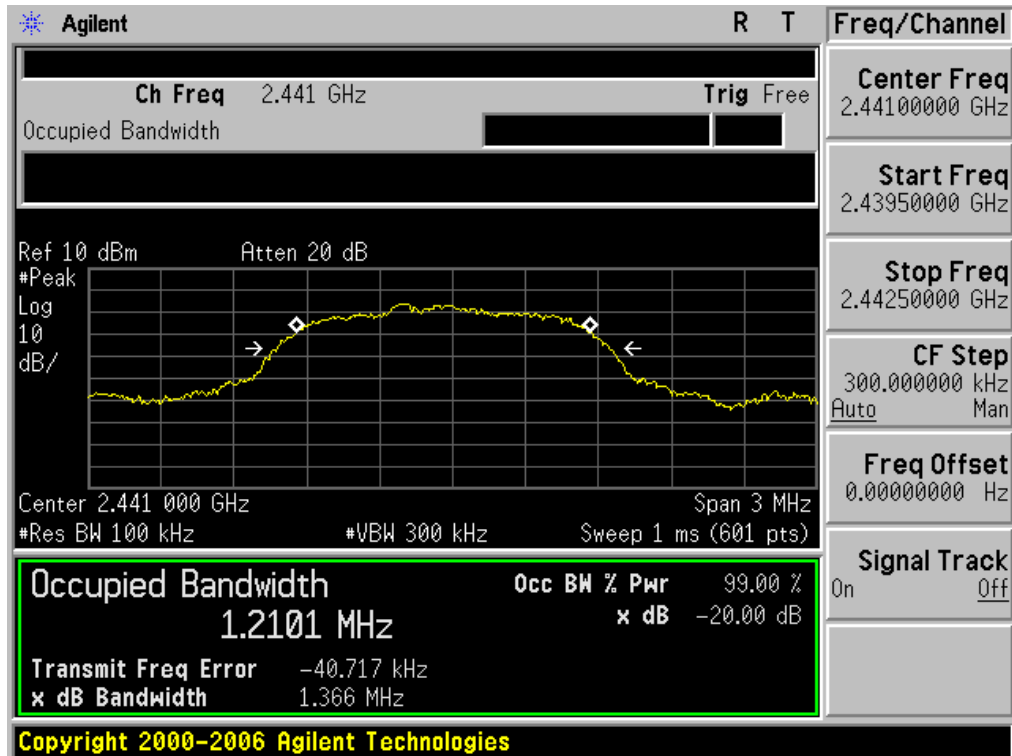 Agilent R T
Ch Freq 2.441 GHz Trig Free
Occupied Bandwidth
Ref 10 dBm Atten 20 dB
#Peak
Log
10
dB/
Center 2.441 000 GHz Span 3 MHz
#Res BW 100 kHz #VBW 300 kHz Sweep 1 ms (601 pts)
Occupied Bandwidth
1.2101 MHz
Occ BW % Pwr 99.00 %
x dB -20.00 dB
Transmit Freq Error -40.717 kHz
x dB Bandwidth 1.366 MHz
Copyright 2000-2006 Agilent Technologies
Freq/Channel
Center Freq
2.44100000 GHz
Start Freq
2.43950000 GHz
Stop Freq
2.44250000 GHz
CF Step
300.000000 kHz
Auto Man
Freq Offset
0.00000000 Hz
Signal Track
On Off